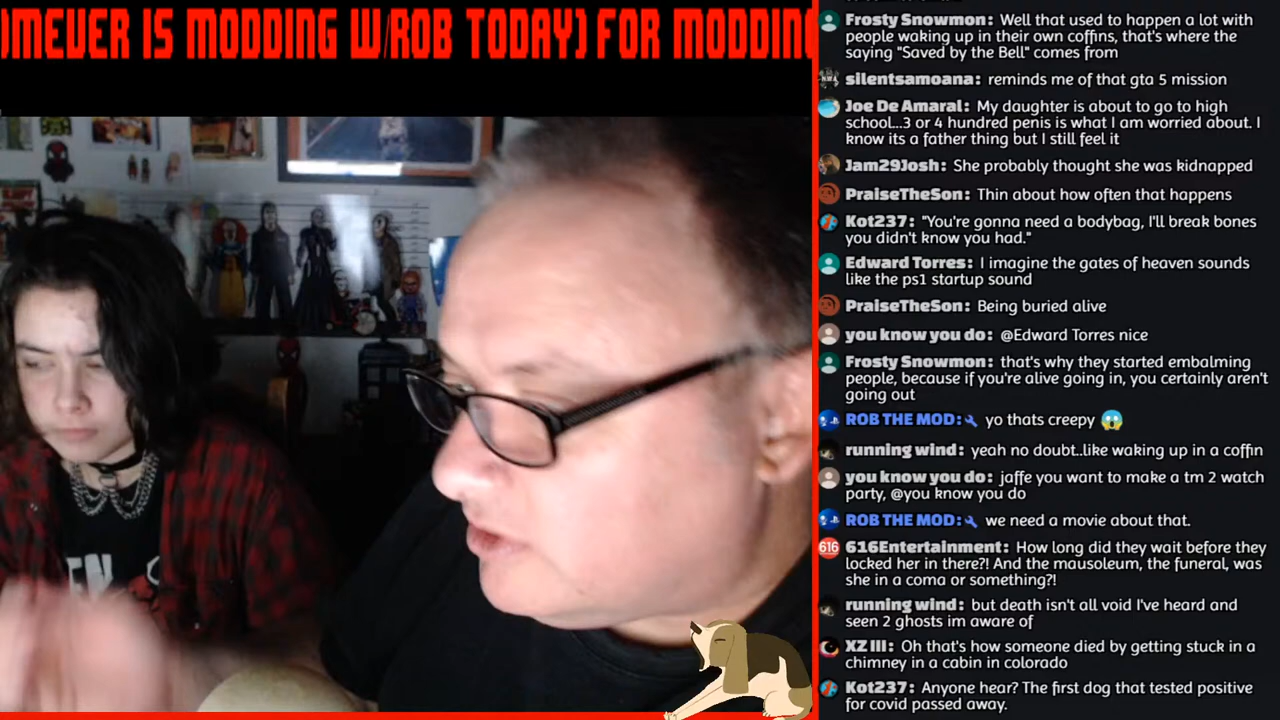 )MEVER IS MODDING W/ROB TODAY) FOR MODDING
Frosty Snowmon: Well that used to happen a lot with
people waking up in their own coffins, that's where the
saying "Saved by the Bell" comes from
silentsamoana: reminds me of that gta 5 mission
Joe De Amaral: My daughter is about to go to high
school...3 or 4 hundred penis is what I am worried about. I
know its a father thing but I still feel it
Jam29Josh: She probably thought she was kidnapped
PraiseTheSon: Thin about how often that happens
Kot237: "You're gonna need a bodybag, I'll break bones
you didn't know you had."
Edward Torres: I imagine the gates of heaven sounds
like the ps1 startup sound
PraiseTheSon: Being buried alive
you know you do: @Edward Torres nice
Frosty Snowmon: that's why they started embalming
people, because if you're alive going in, you certainly aren't
going out
ROB THE MOD: yo thats creepy 😱
running wind: yeah no doubt..like waking up in a coffin
you know you do: jaffe you want to make a tm 2 watch
party, @you know you do
ROB THE MOD: we need a movie about that.
616 616Entertainment: How long did they wait before they
locked her in there?! And the mausoleum, the funeral, was
she in a coma or something?!
running wind: but death isn't all void I've heard and
seen 2 ghosts im aware of
XZ III: Oh that's how someone died by getting stuck in a
chimney in a cabin in colorado
Kot237: Anyone hear? The first dog that tested positive
for covid passed away.